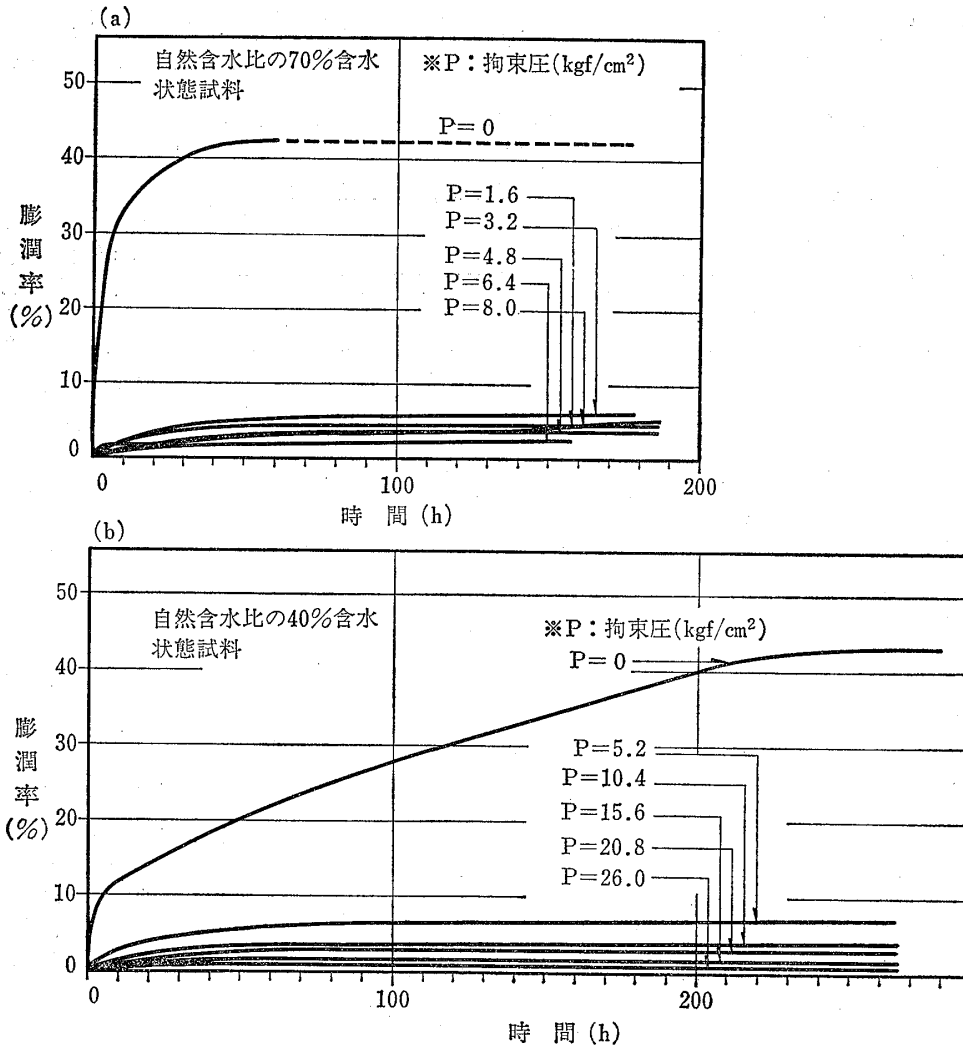 (a)
自然含水比の70%含水
状態試料
※P：拘束圧(kgf/cm²)
P=0
P=1.6
P=3.2
P=4.8
P=6.4
P=8.0
50
40
30
20
10
0
膨潤率(%)
0
100
200
時間(h)
(b)
自然含水比の40%含水
状態試料
※P：拘束圧(kgf/cm²)
P=0
P=5.2
P=10.4
P=15.6
P=20.8
P=26.0
50
40
30
20
10
0
膨潤率(%)
0
100
200
時間(h)